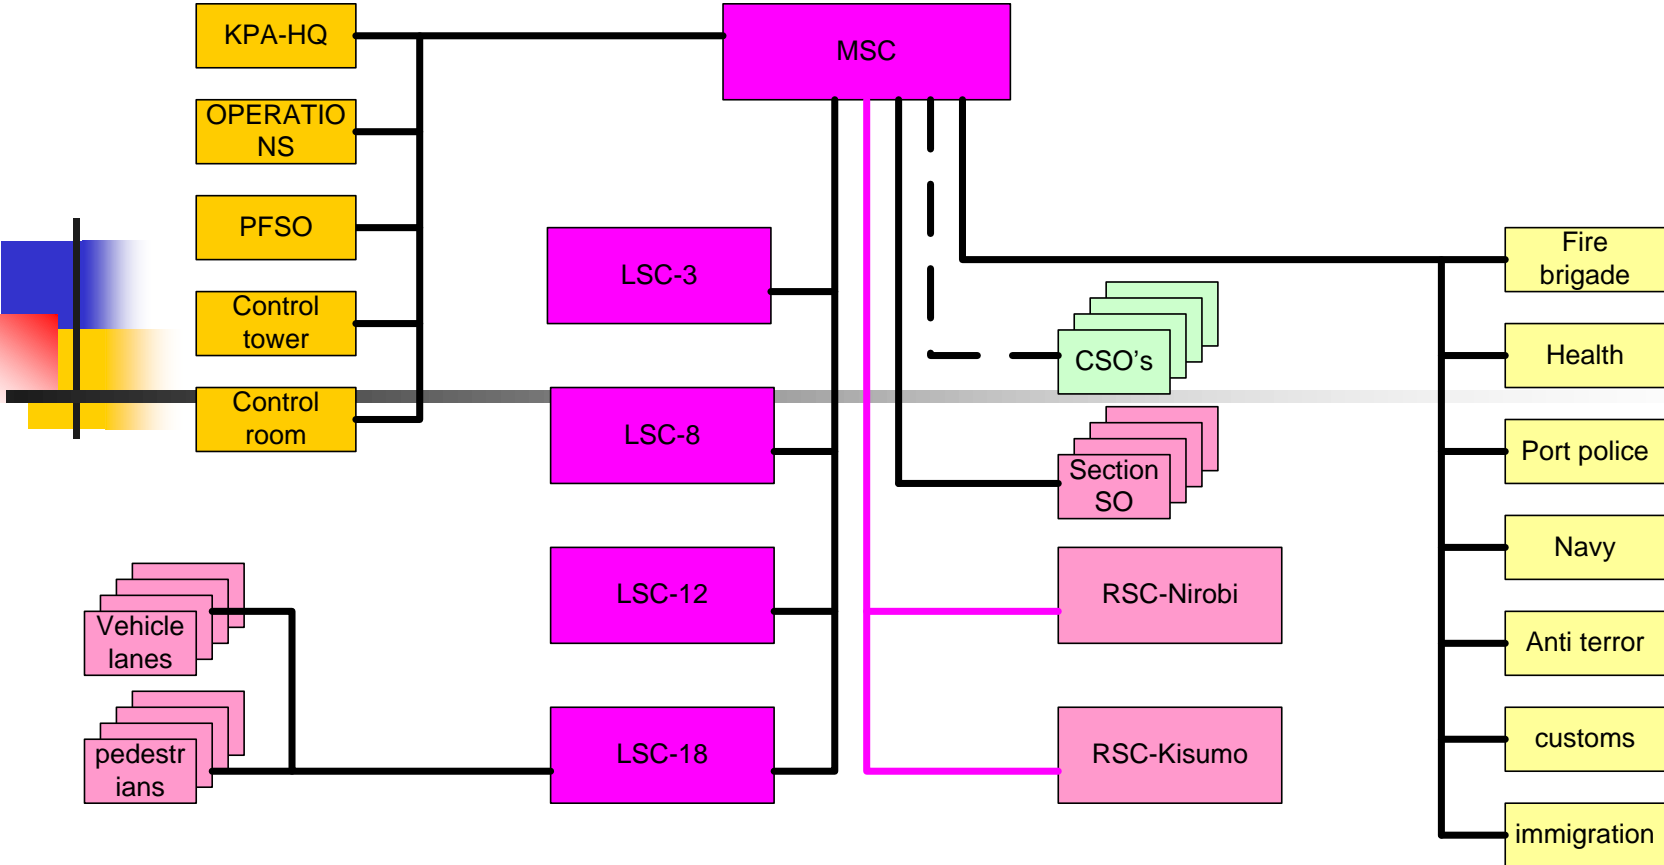 KPA-HQ
MSC
OPERATIO
NS
PFSO
Control
tower
Control
room
LSC-3
LSC-8
LSC-12
LSC-18
Vehicle
lanes
pedestr
ians
CSO's
Section
SO
RSC-Nirobi
RSC-Kisumo
Fire
brigade
Health
Port police
Navy
Anti terror
customs
immigration